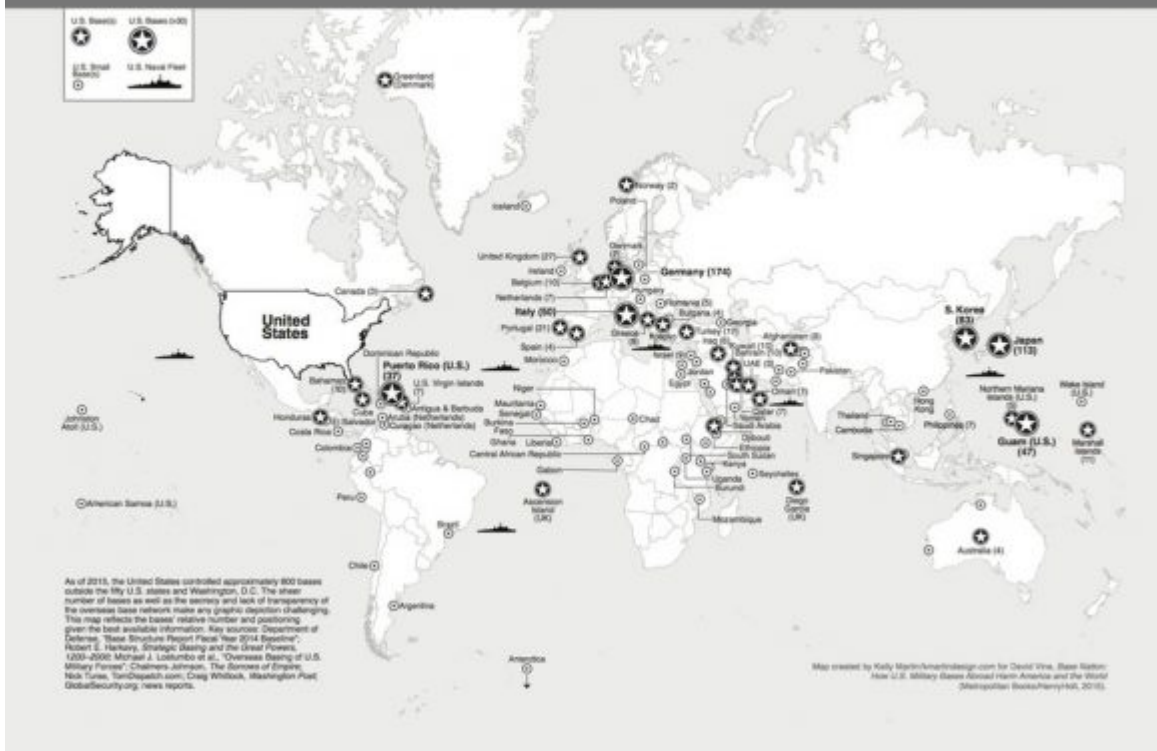 U.S. Base(s)
U.S. Bases (>30)
U.S. Small
Base(s)
U.S. Naval Fleet
Greenland
(Denmark)
Norway (2)
Poland
Iceland
United Kingdom (27)
Ireland
Belgium (10)
Netherlands (7)
Germany (174)
Hungary
Italy (50)
Romania (5)
Bulgaria (4)
Georgia
Portugal (21)
Spain (4)
Greece
Kosovo
Afghanistan (8)
Israel
Morocco
Jordan
Egypt
Pakistan
Canada (3)
United
States
Dominican Republic
Puerto Rico (U.S.)
(37)
Bahamas
U.S. Virgin Islands
Cuba
Antigua & Barbuda
Honduras
El Salvador
Aruba (Netherlands)
Curaçao (Netherlands)
Costa Rica
Colombia
Johnston
Atoll (U.S.)
American Samoa (U.S.)
Peru
Brazil
Chile
Argentina
Antarctica
Niger
Mauritania
Senegal
Burkina
Faso
Chad
Ghana
Liberia
Central African Republic
Gabon
Oman
Qatar (7)
Yemen
Saudi Arabia
Djibouti
Ethiopia
South Sudan
Kenya
Seychelles
Uganda
Burundi
Mozambique
Ascension
Island
(UK)
Diego
Garcia
(UK)
S. Korea
(83)
Japan
(113)
Northern Mariana
Islands (U.S.)
Wake Island
(U.S.)
Hong
Kong
Thailand
Cambodia
Philippines
Guam (U.S.)
(47)
Marshall
Islands
(11)
Singapore
Australia (4)
As of 2015, the United States controlled approximately 800 bases
outside the fifty U.S. states and Washington, D.C. The sheer
number of bases as well as the secrecy and lack of transparency of
the overseas base network make any graphic depiction challenging.
This map reflects the bases' relative number and positioning
given the best available information. Key sources: Department of
Defense, "Base Structure Report Fiscal Year 2014 Baseline";
Robert E. Harkavy, Strategic Basing and the Great Powers,
1200–2000; Michael J. Lostumbo et al., "Overseas Basing of U.S.
Military Forces"; Chalmers Johnson, The Sorrows of Empire;
Nick Turse, TomDispatch.com; Craig Whitlock, Washington Post;
GlobalSecurity.org; news reports.
Map created by Kelly Martin/kmartindesign.com for David Vine, Base Nation:
How U.S. Military Bases Abroad Harm America and the World
(Metropolitan Books/Henry Holt, 2015).